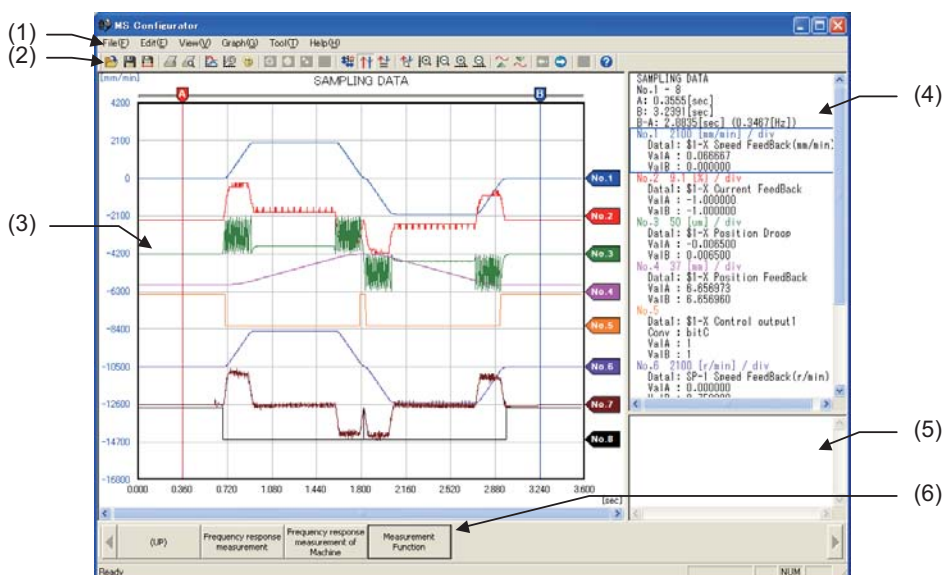 MS Configurator
(1)
File(F) Edit(E) View(V) Graph(G) Tool(T) Help(H)
(2)
[mm/min]
SAMPLING DATA
A
B
4200
2100
0
-2100
-4200
-6300
-8400
-10500
-12600
-14700
-16800
0.000 0.360 0.720 1.080 1.440 1.800 2.160 2.520 2.880 3.240 3.600
[sec]
No.1
No.2
No.3
No.4
No.5
No.6
No.7
No.8
(3)
SAMPLING DATA
No.1 - 8
A: 0.3555[sec]
B: 3.2391[sec]
B-A: 2.8835[sec] (0.3467[Hz])
No.1 2100 [mm/min] / div
Data1: $1-X Speed FeedBack(mm/min)
ValA : 0.066667
ValB : 0.000000
No.2 9.1 [%] / div
Data1: $1-X Current FeedBack
ValA : -1.000000
ValB : -1.000000
No.3 50 [um] / div
Data1: $1-X Position Droop
ValA : -0.006500
ValB : 0.006500
No.4 37 [mm] / div
Data1: $1-X Position FeedBack
ValA : 6.656973
ValB : 6.656960
No.5
Data1: $1-X Control output1
Conv : bitC
ValA : 1
ValB : 1
No.6 2100 [r/min] / div
Data1: SP-1 Speed FeedBack(r/min)
ValA : 0.000000
(4)
(5)
(6)
(UP)
Frequency response
measurement
Frequency response
measurement of
Machine
Measurement
Function
Ready
NUM